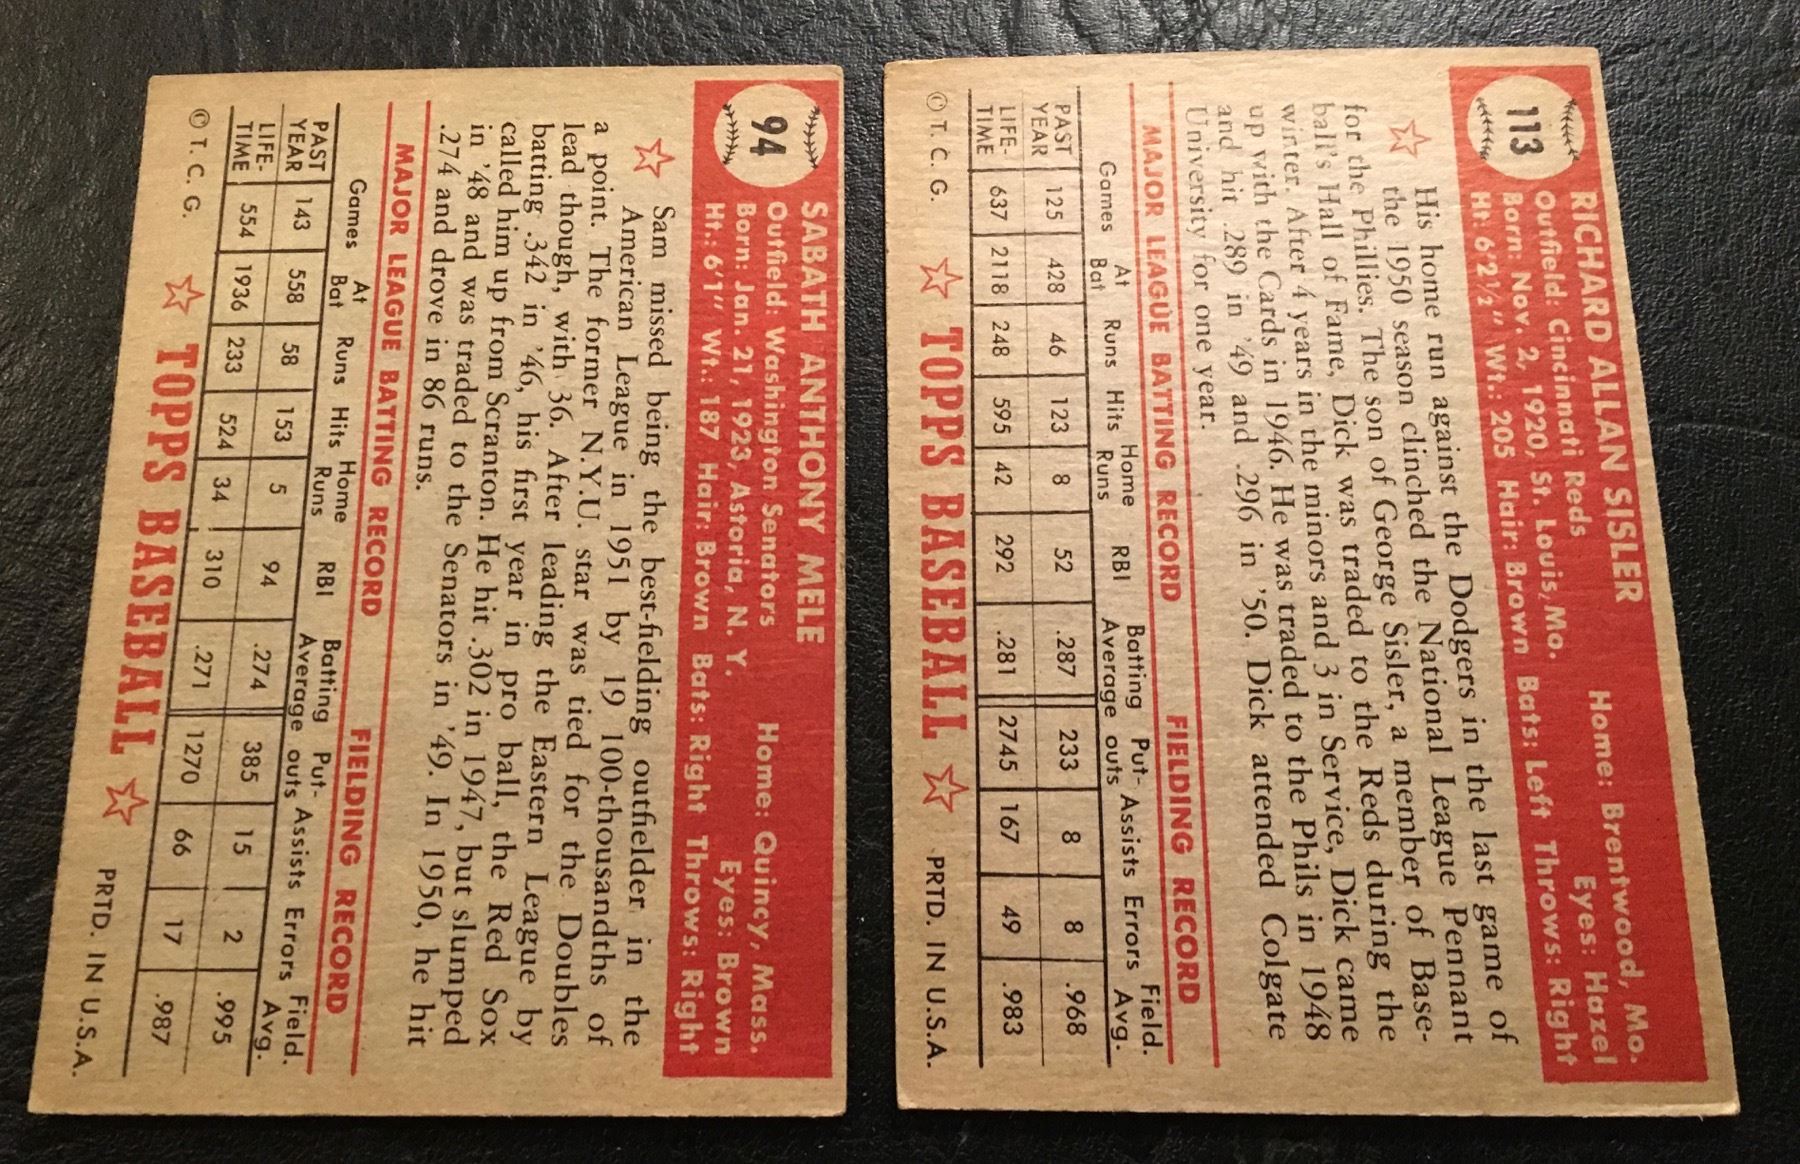 113
RICHARD ALLAN SISLER
Outfield: Cincinnati Reds Home: Brentwood, Mo.
Born: Nov. 2, 1920, St. Louis, Mo. Eyes: Hazel
Ht: 6'2½" Wt.: 205 Hair: Brown Bats: Left Throws: Right
His home run against the Dodgers in the last game of
the 1950 season clinched the National League Pennant
for the Phillies. The son of George Sisler, a member of Base-
ball's Hall of Fame, Dick was traded to the Reds during the
winter. After 4 years in the minors and 3 in Service, Dick came
up with the Cards in 1946. He was traded to the Phils in 1948
and hit .289 in '49 and .296 in '50. Dick attended Colgate
University for one year.
MAJOR LEAGUE BATTING RECORD FIELDING RECORD
Games At Bat Runs Hits Home Runs RBI Batting Average Put-outs Assists Errors Field. Avg.
PAST YEAR 125 428 46 123 8 52 .287 233 8 8 .968
LIFE-TIME 637 2118 248 595 42 292 .281 2745 167 49 .983
© T. C. G. TOPPS BASEBALL PRTD. IN U.S.A.
94
SABATH ANTHONY MELE
Outfield: Washington Senators Home: Quincy, Mass.
Born: Jan. 21, 1923, Astoria, N. Y. Eyes: Brown
Ht.: 6'1" Wt.: 187 Hair: Brown Bats: Right Throws: Right
Sam missed being the best-fielding outfielder in the
American League in 1951 by 19 100-thousandths of
a point. The former N.Y.U. star was tied for the Doubles
lead though, with 36. After leading the Eastern League by
batting .342 in '46, his first year in pro ball, the Red Sox
called him up from Scranton. He hit .302 in 1947, but slumped
in '48 and was traded to the Senators in '49. In 1950, he hit
.274 and drove in 86 runs.
MAJOR LEAGUE BATTING RECORD FIELDING RECORD
Games At Bat Runs Hits Home Runs RBI Batting Average Put-outs Assists Errors Field. Avg.
PAST YEAR 143 558 58 153 5 94 .274 385 15 2 .995
LIFE-TIME 554 1936 233 524 34 310 .271 1270 66 17 .987
© T. C. G. TOPPS BASEBALL PRTD. IN U.S.A.